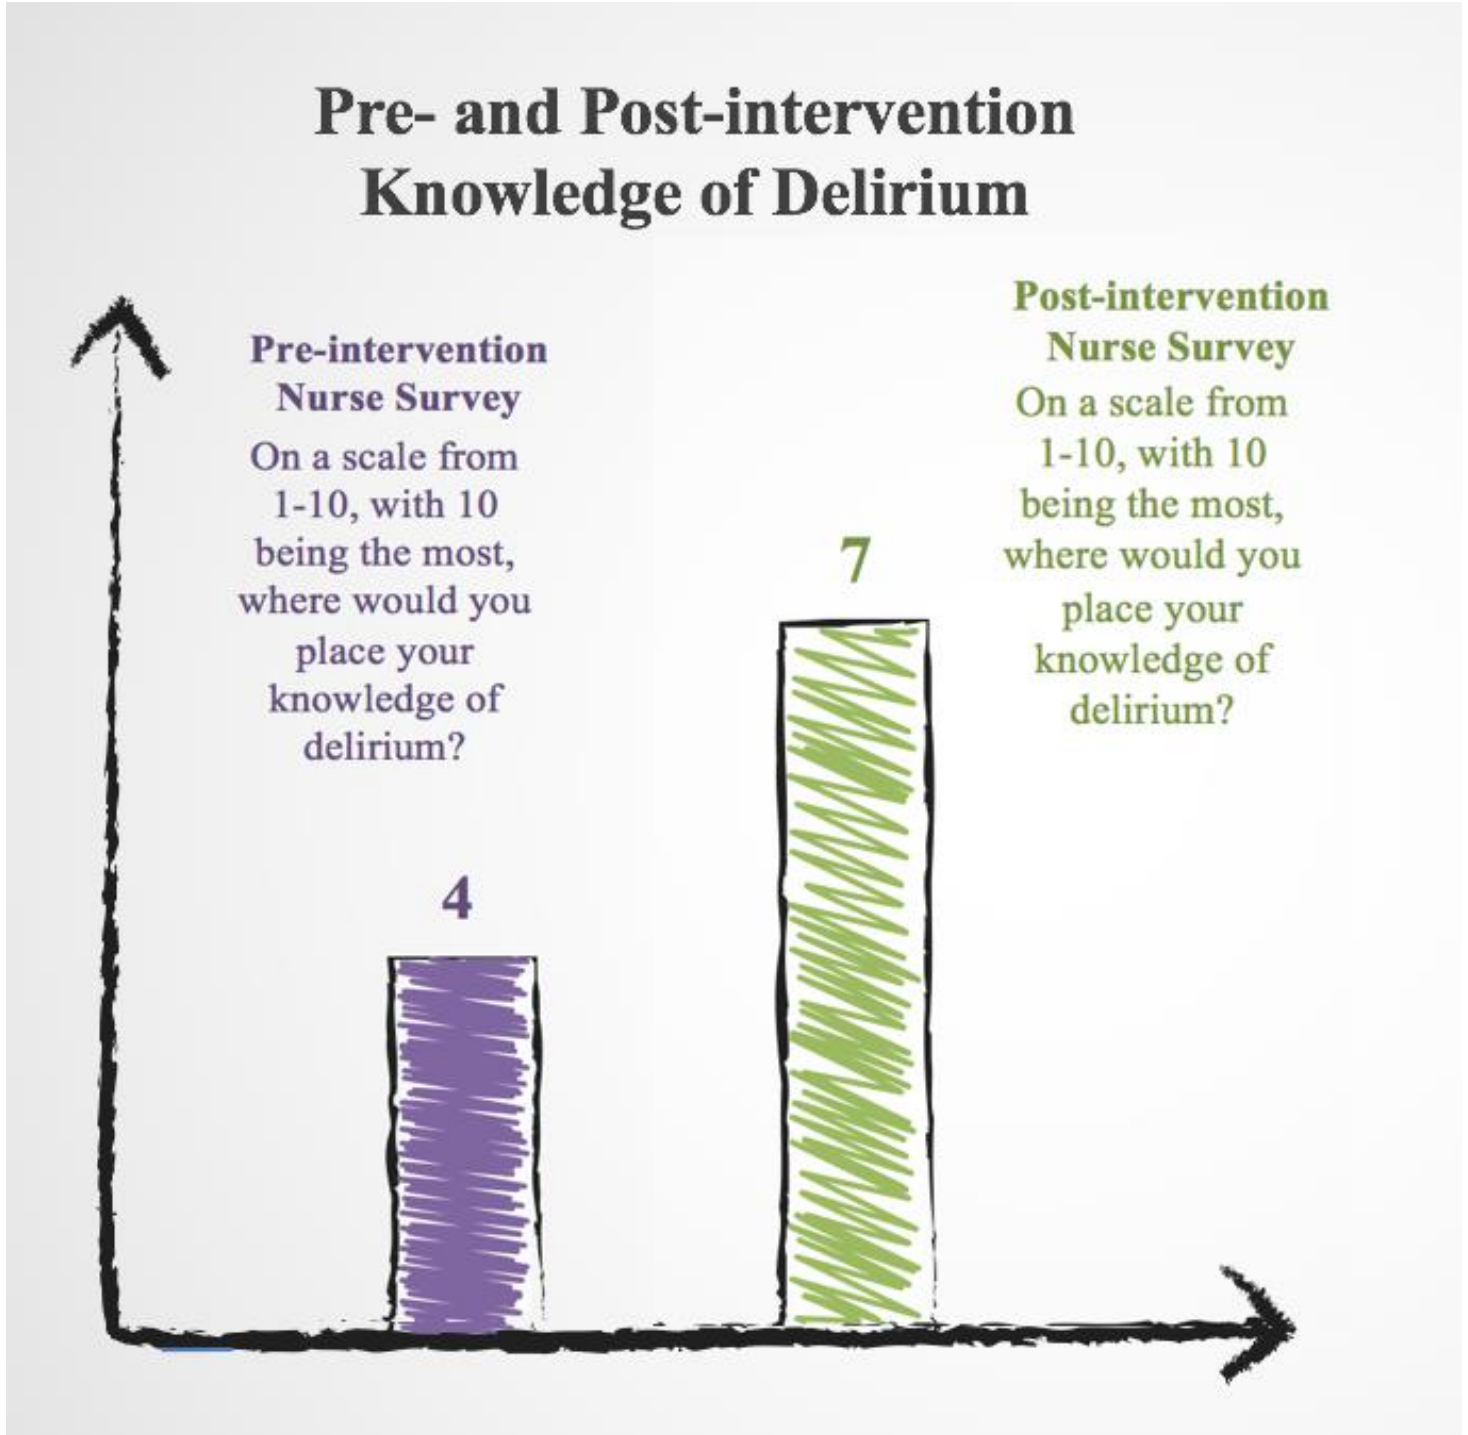 Pre- and Post-intervention
Knowledge of Delirium
Pre-intervention
Nurse Survey
On a scale from
1-10, with 10
being the most,
where would you
place your
knowledge of
delirium?
4
Post-intervention
Nurse Survey
On a scale from
1-10, with 10
being the most,
where would you
place your
knowledge of
delirium?
7